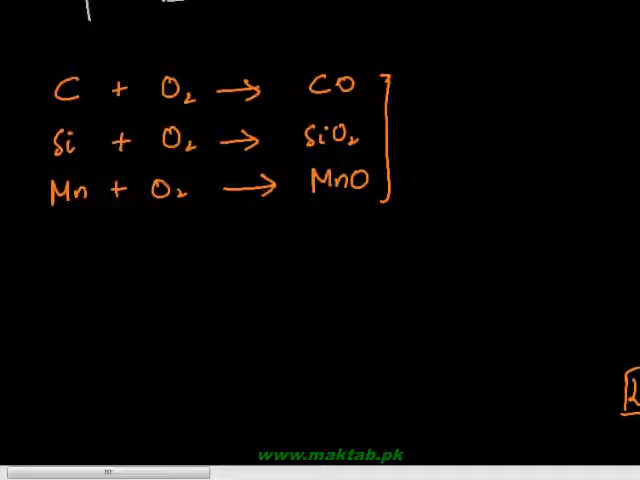 C + O₂ → CO
Si + O₂ → SiO₂
Mn + O₂ → MnO
www.maktab.pk